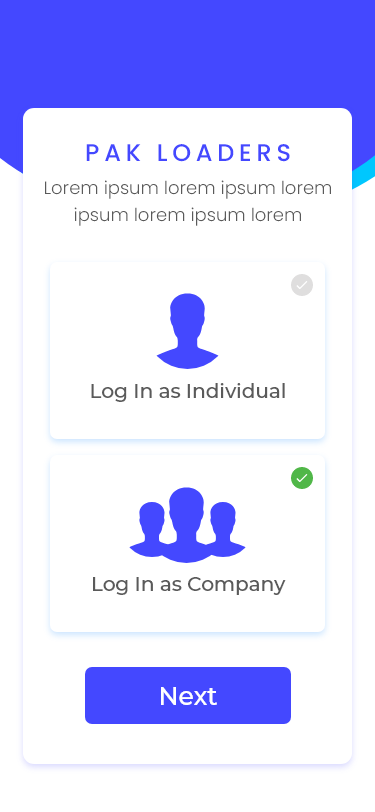 PAK LOADERS
Lorem ipsum lorem ipsum lorem
ipsum lorem ipsum lorem
Log In as Individual
Log In as Company
Next